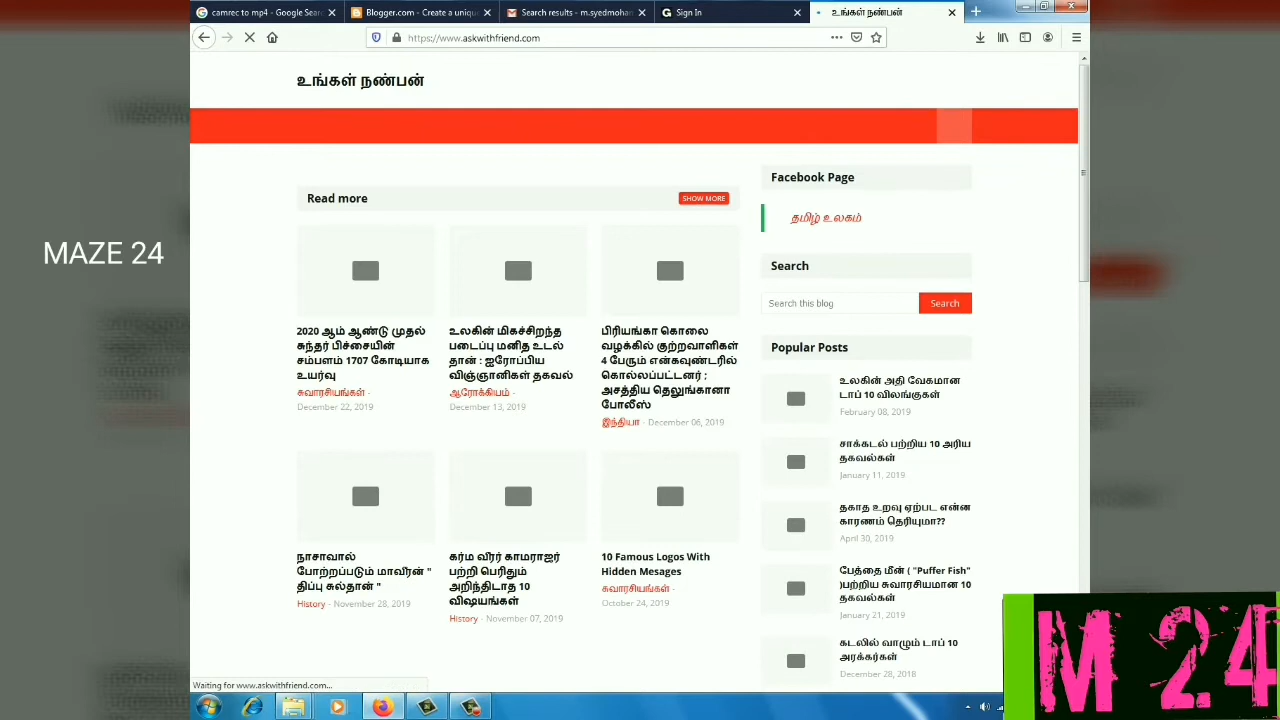 camrec to mp4 - Google Search
Blogger.com - Create a unique
Search results - m.syedmoham
Sign In
உங்கள் நண்பன்
https://www.askwithfriend.com
உங்கள் நண்பன்
Read more
SHOW MORE
2020 ஆம் ஆண்டு முதல்
சுந்தர் பிச்சையின்
சம்பளம் 1707 கோடியாக
உயர்வு
சுவாரசியங்கள் -
December 22, 2019
உலகின் மிகச்சிறந்த
படைப்பு மனித உடல்
தான் : ஐரோப்பிய
விஞ்ஞானிகள் தகவல்
ஆரோக்கியம் -
December 13, 2019
பிரியங்கா கொலை
வழக்கில் குற்றவாளிகள்
4 பேரும் என்கவுண்டரில்
கொல்லப்பட்டனர் ;
அசத்திய தெலுங்கானா
போலீஸ்
இந்தியா - December 06, 2019
நாசாவால்
போற்றப்படும் மாவீரன் "
திப்பு சுல்தான் "
History - November 28, 2019
கர்ம வீரர் காமராஜர்
பற்றி பெரிதும்
அறிந்திடாத 10
விஷயங்கள்
History - November 07, 2019
10 Famous Logos With
Hidden Mesages
சுவாரசியங்கள் -
October 24, 2019
Facebook Page
தமிழ் உலகம்
Search
Search this blog
Search
Popular Posts
உலகின் அதி வேகமான
டாப் 10 விலங்குகள்
February 08, 2019
சாக்கடல் பற்றிய 10 அரிய
தகவல்கள்
January 11, 2019
தகாத உறவு ஏற்பட என்ன
காரணம் தெரியுமா??
April 30, 2019
பேத்தை மீன் ( "Puffer Fish"
)பற்றிய சுவாரசியமான 10
தகவல்கள்
January 21, 2019
கடலில் வாழும் டாப் 10
அரக்கர்கள்
December 28, 2018
Waiting for www.askwithfriend.com...
MAZE 24
M 24